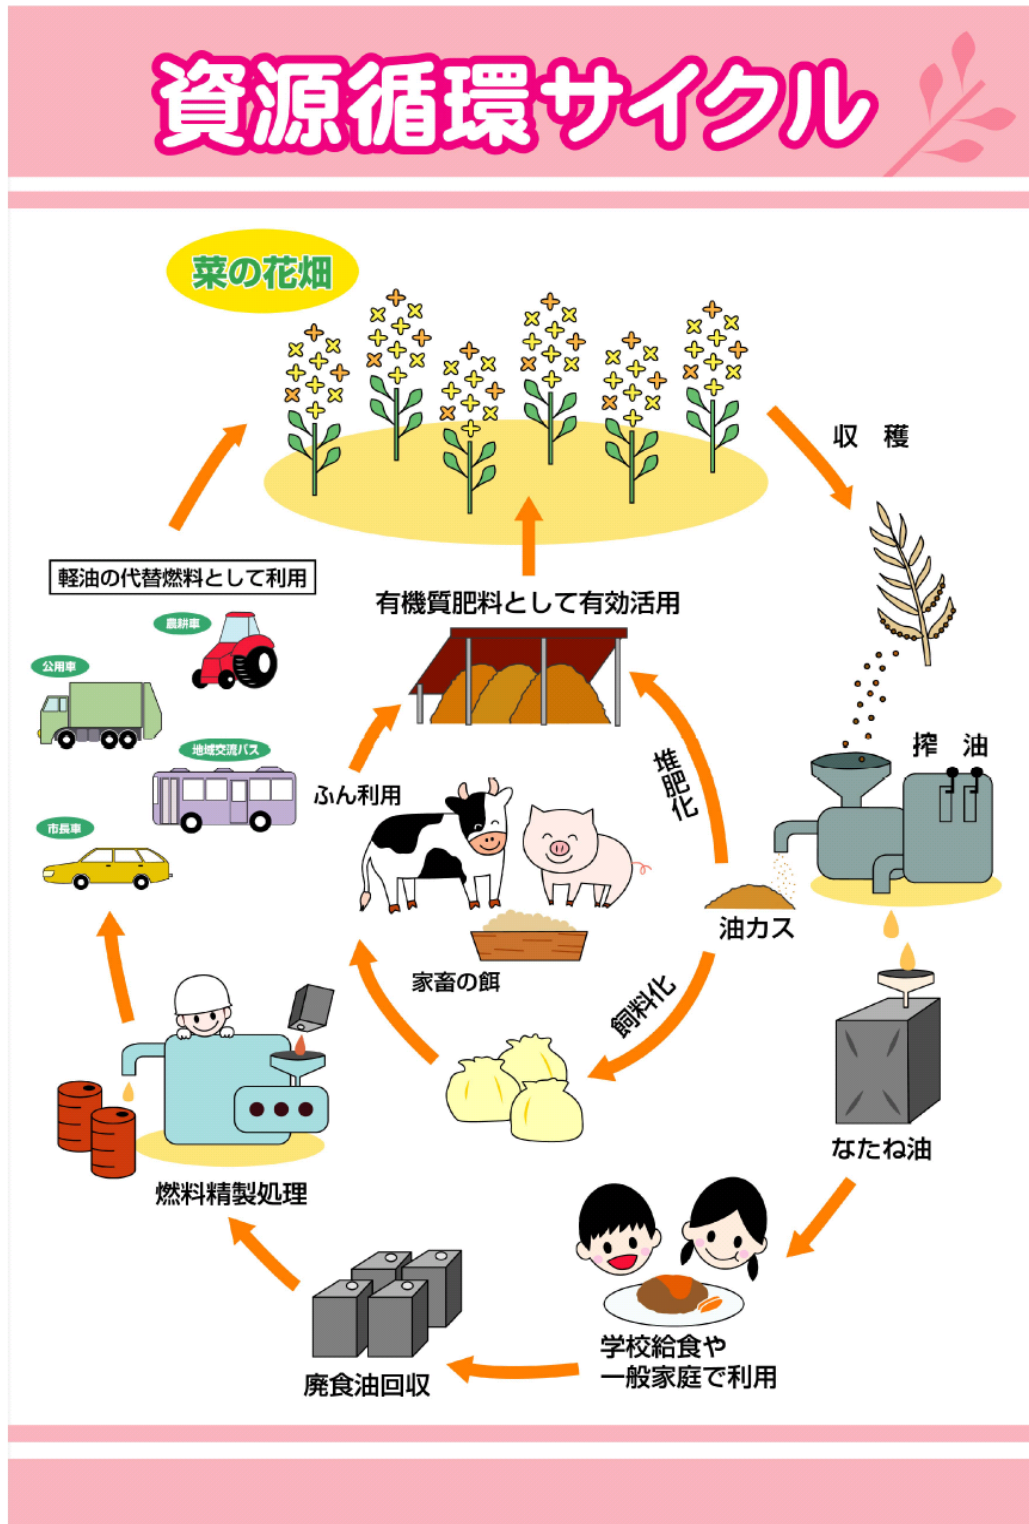 資源循環サイクル
菜の花畑
収 穫
軽油の代替燃料として利用
有機質肥料として有効活用
農耕車
公用車
地域交流バス
市長車
ふん利用
堆肥化
搾 油
油カス
家畜の餌
飼料化
なたね油
燃料精製処理
学校給食や
一般家庭で利用
廃食油回収